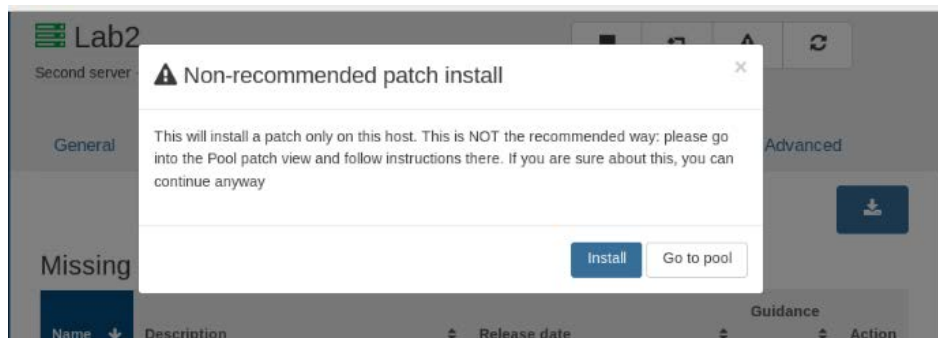 Lab2
Second server
Non-recommended patch install
×
General
Advanced
This will install a patch only on this host. This is NOT the recommended way: please go
into the Pool patch view and follow instructions there. If you are sure about this, you can
continue anyway
Install
Go to pool
Missing
Guidance
Name
Description
Release date
Action